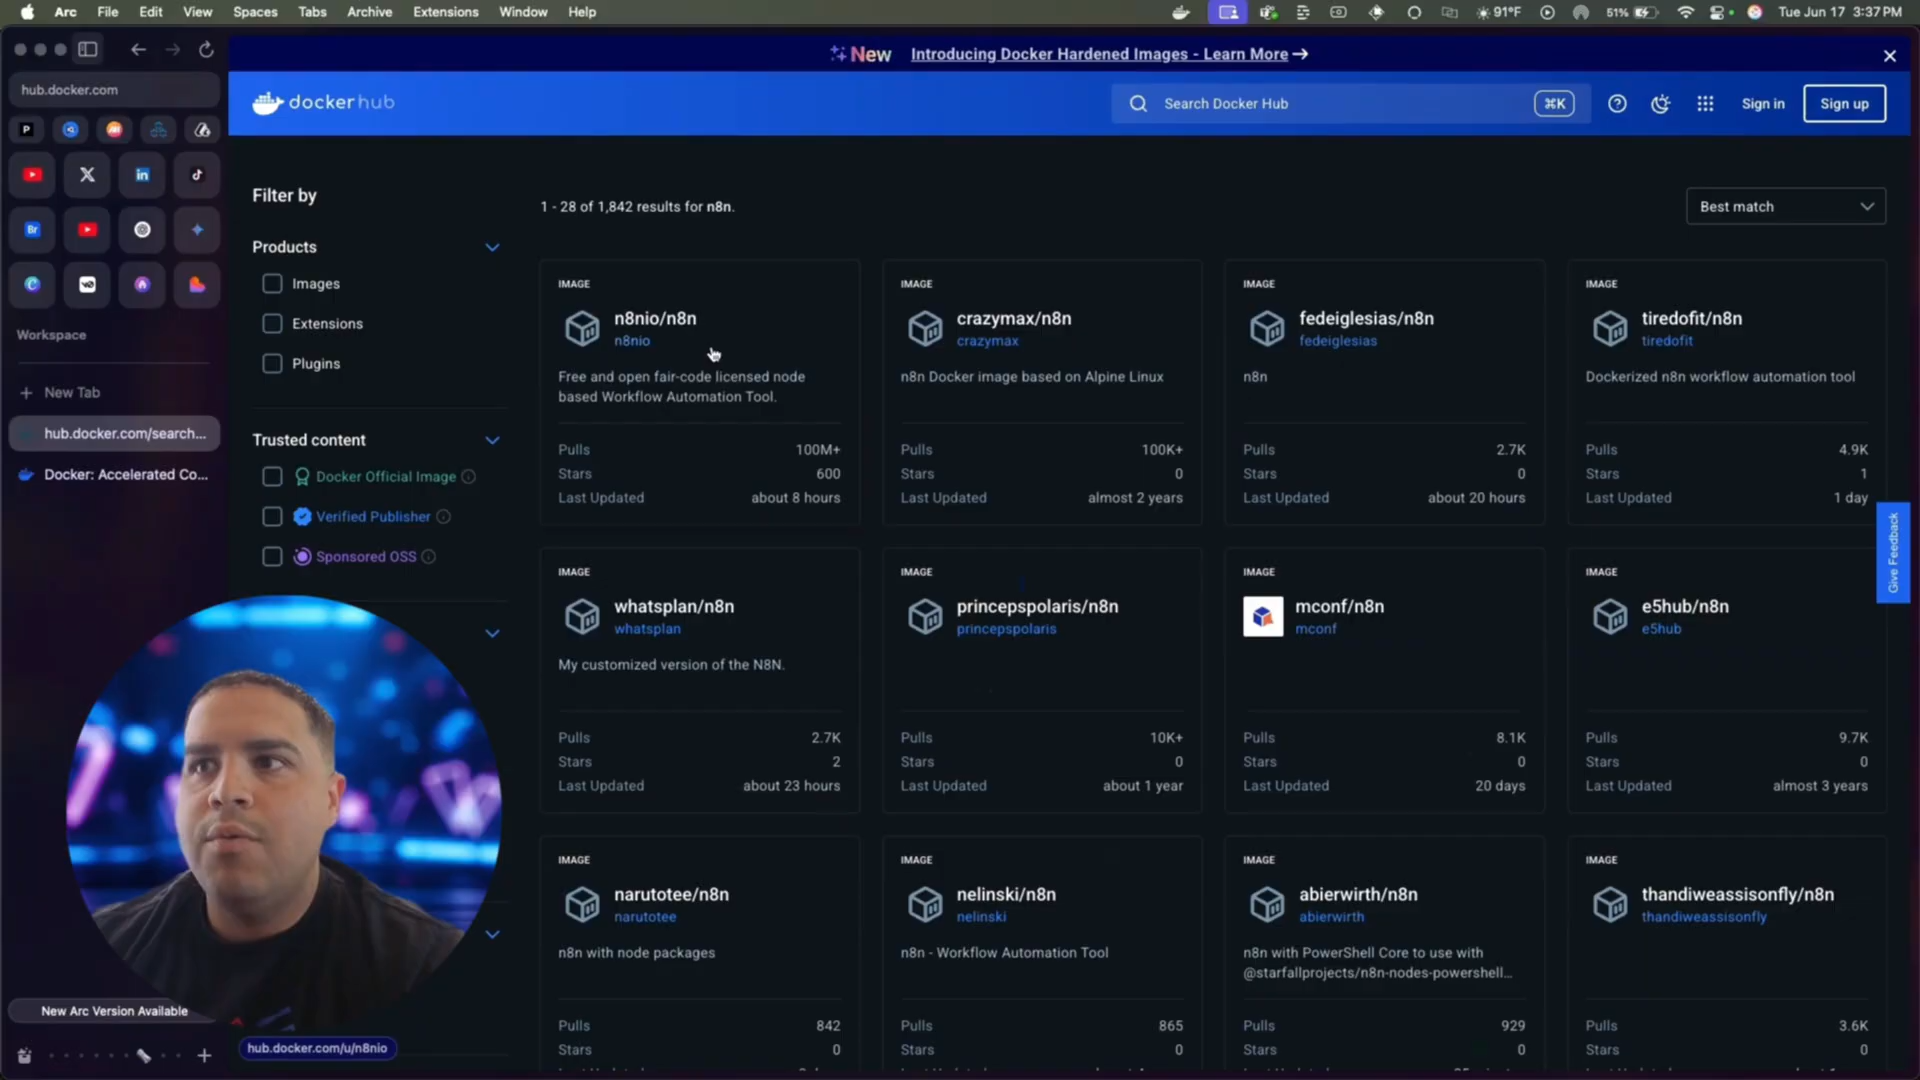 Arc File Edit View Spaces Tabs Archive Extensions Window Help
91°F 51% Tue Jun 17 3:37 PM
New Introducing Docker Hardened Images - Learn More →
hub.docker.com
dockerhub
Search Docker Hub ⌘K
Sign in Sign up
Workspace
New Tab
hub.docker.com/search...
Docker: Accelerated Co...
Filter by
Products
Images
Extensions
Plugins
Trusted content
Docker Official Image
Verified Publisher
Sponsored OSS
1 - 28 of 1,842 results for n8n.
Best match
IMAGE
n8nio/n8n
n8nio
Free and open fair-code licensed node
based Workflow Automation Tool.
Pulls 100M+
Stars 600
Last Updated about 8 hours
IMAGE
crazymax/n8n
crazymax
n8n Docker image based on Alpine Linux
Pulls 100K+
Stars 0
Last Updated almost 2 years
IMAGE
fedeiglesias/n8n
fedeiglesias
n8n
Pulls 2.7K
Stars 0
Last Updated about 20 hours
IMAGE
tiredofit/n8n
tiredofit
Dockerized n8n workflow automation tool
Pulls 4.9K
Stars 1
Last Updated 1 day
IMAGE
whatsplan/n8n
whatsplan
My customized version of the N8N.
Pulls 2.7K
Stars 2
Last Updated about 23 hours
IMAGE
princepspolaris/n8n
princepspolaris
Pulls 10K+
Stars 0
Last Updated about 1 year
IMAGE
mconf/n8n
mconf
Pulls 8.1K
Stars 0
Last Updated 20 days
IMAGE
e5hub/n8n
e5hub
Pulls 9.7K
Stars 0
Last Updated almost 3 years
IMAGE
narutotee/n8n
narutotee
n8n with node packages
Pulls 842
Stars 0
IMAGE
nelinski/n8n
nelinski
n8n - Workflow Automation Tool
Pulls 865
Stars 0
IMAGE
abierwirth/n8n
abierwirth
n8n with PowerShell Core to use with
@starfallprojects/n8n-nodes-powershell...
Pulls 929
Stars 0
IMAGE
thandiweassisonfly/n8n
thandiweassisonfly
Pulls 3.6K
Stars 0
Give Feedback
New Arc Version Available
hub.docker.com/u/n8nio